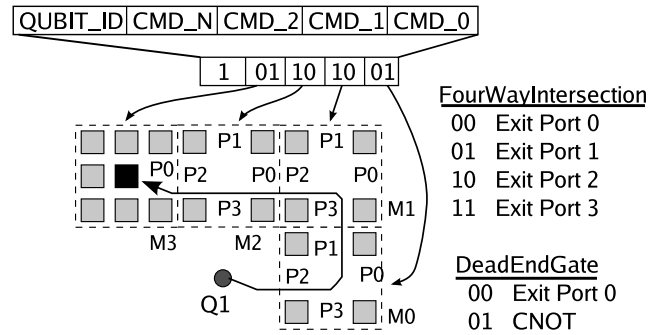 QUBIT_ID CMD_N CMD_2 CMD_1 CMD_0
1 01 10 10 01
FourWayIntersection
00 Exit Port 0
01 Exit Port 1
10 Exit Port 2
11 Exit Port 3
P1 P1
P0 P2 P0 P2 P0
P3 P3 M1
M3 M2 P1
P2 P0
Q1 P3 M0
DeadEndGate
00 Exit Port 0
01 CNOT